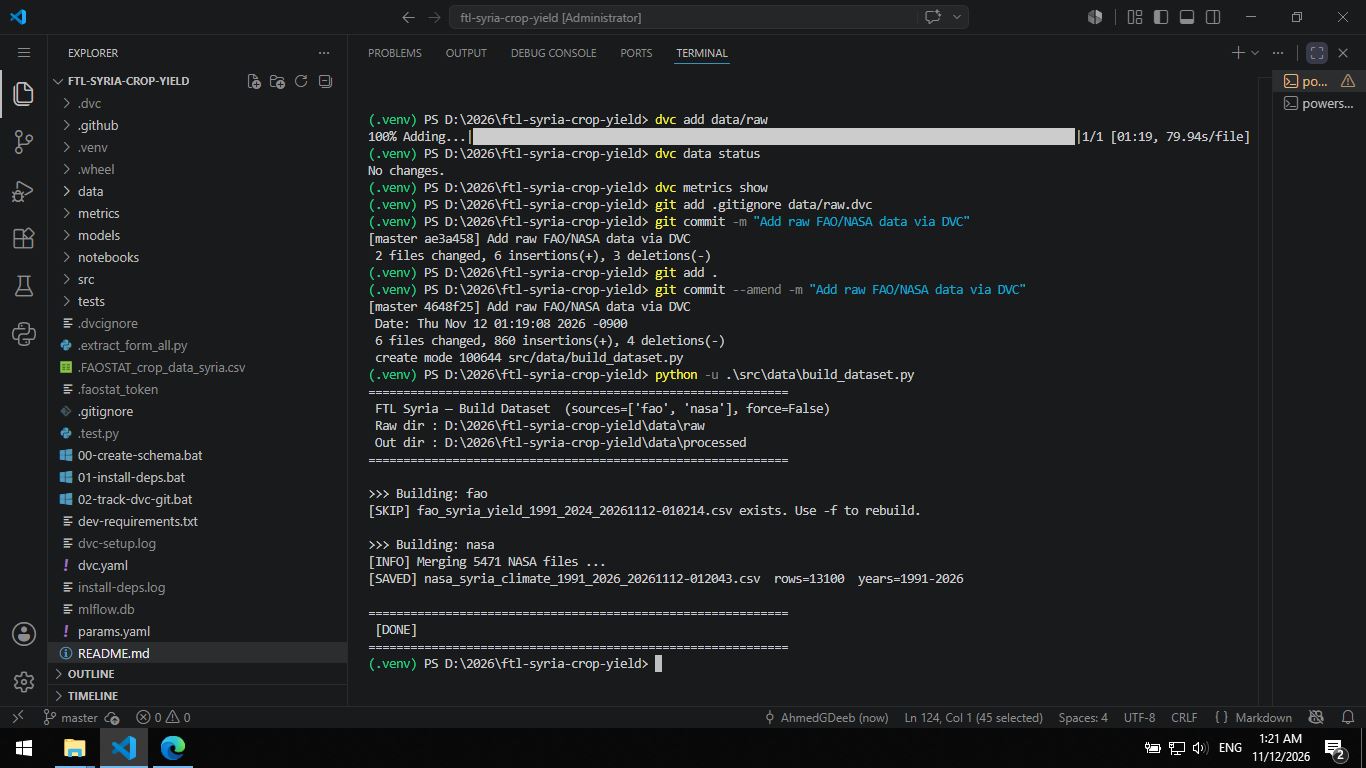 ftl-syria-crop-yield [Administrator]
EXPLORER
FTL-SYRIA-CROP-YIELD
.dvc
.github
.venv
.wheel
data
metrics
models
notebooks
src
tests
.dvcignore
.extract_form_all.py
.FAOSTAT_crop_data_syria.csv
.faostat_token
.gitignore
.test.py
00-create-schema.bat
01-install-deps.bat
02-track-dvc-git.bat
dev-requirements.txt
dvc-setup.log
dvc.yaml
install-deps.log
mlflow.db
params.yaml
README.md
OUTLINE
TIMELINE
PROBLEMS OUTPUT DEBUG CONSOLE PORTS TERMINAL
(.venv) PS D:\2026\ftl-syria-crop-yield> dvc add data/raw
100% Adding...| |1/1 [01:19, 79.94s/file]
(.venv) PS D:\2026\ftl-syria-crop-yield> dvc data status
No changes.
(.venv) PS D:\2026\ftl-syria-crop-yield> dvc metrics show
(.venv) PS D:\2026\ftl-syria-crop-yield> git add .gitignore data/raw.dvc
(.venv) PS D:\2026\ftl-syria-crop-yield> git commit -m "Add raw FAO/NASA data via DVC"
[master ae3a458] Add raw FAO/NASA data via DVC
2 files changed, 6 insertions(+), 3 deletions(-)
(.venv) PS D:\2026\ftl-syria-crop-yield> git add .
(.venv) PS D:\2026\ftl-syria-crop-yield> git commit --amend -m "Add raw FAO/NASA data via DVC"
[master 4648f25] Add raw FAO/NASA data via DVC
Date: Thu Nov 12 01:19:08 2026 -0900
6 files changed, 860 insertions(+), 4 deletions(-)
create mode 100644 src/data/build_dataset.py
(.venv) PS D:\2026\ftl-syria-crop-yield> python -u .\src\data\build_dataset.py
============================================================
FTL Syria — Build Dataset (sources=['fao', 'nasa'], force=False)
Raw dir : D:\2026\ftl-syria-crop-yield\data\raw
Out dir : D:\2026\ftl-syria-crop-yield\data\processed
============================================================
>>> Building: fao
[SKIP] fao_syria_yield_1991_2024_20261112-010214.csv exists. Use -f to rebuild.
>>> Building: nasa
[INFO] Merging 5471 NASA files ...
[SAVED] nasa_syria_climate_1991_2026_20261112-012043.csv rows=13100 years=1991-2026
============================================================
[DONE]
============================================================
(.venv) PS D:\2026\ftl-syria-crop-yield>
po...
powers...
master 0 0 AhmedGDeeb (now) Ln 124, Col 1 (45 selected) Spaces: 4 UTF-8 CRLF { } Markdown
ENG
1:21 AM
11/12/2026
2